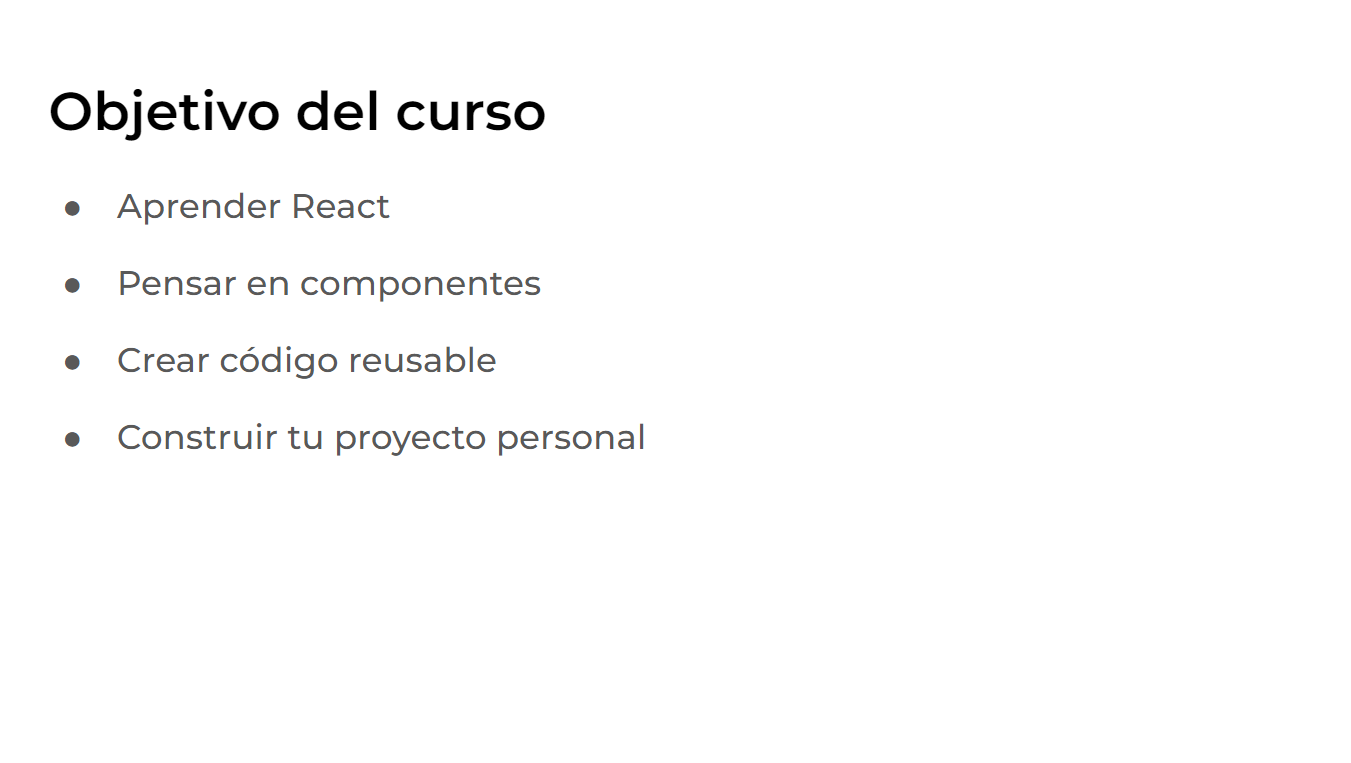 Objetivo del curso
● Aprender React
● Pensar en componentes
● Crear código reusable
● Construir tu proyecto personal